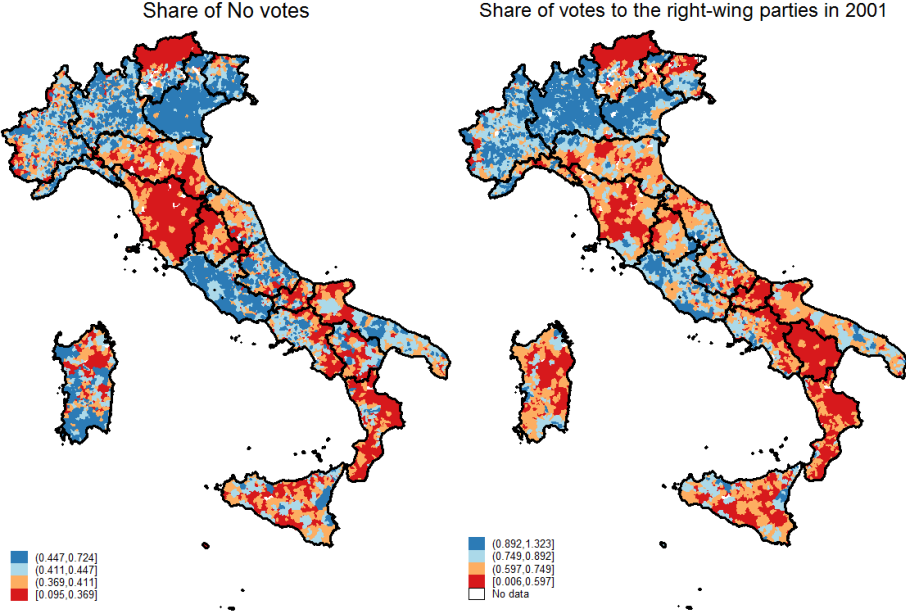 Share of No votes
Share of votes to the right-wing parties in 2001
(0.447,0.724]
(0.411,0.447]
(0.369,0.411]
[0.095,0.369]
(0.892,1.323]
(0.749,0.892]
(0.597,0.749]
[0.006,0.597]
No data